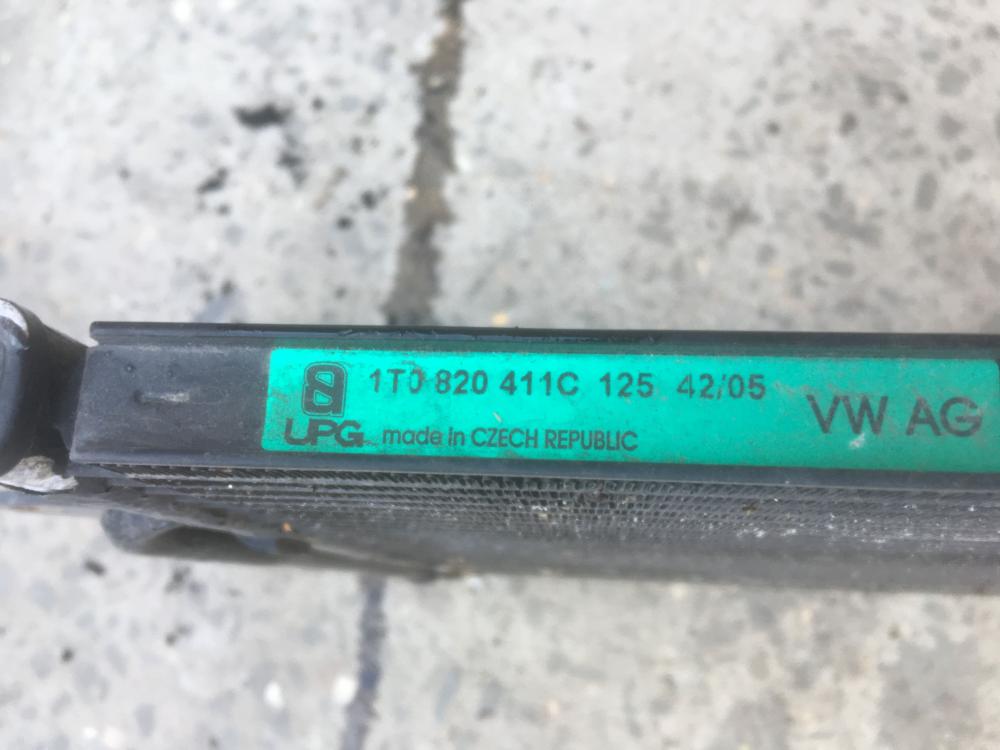 1T0 820 411C 125 42/05
VW AG
UPG made in CZECH REPUBLIC